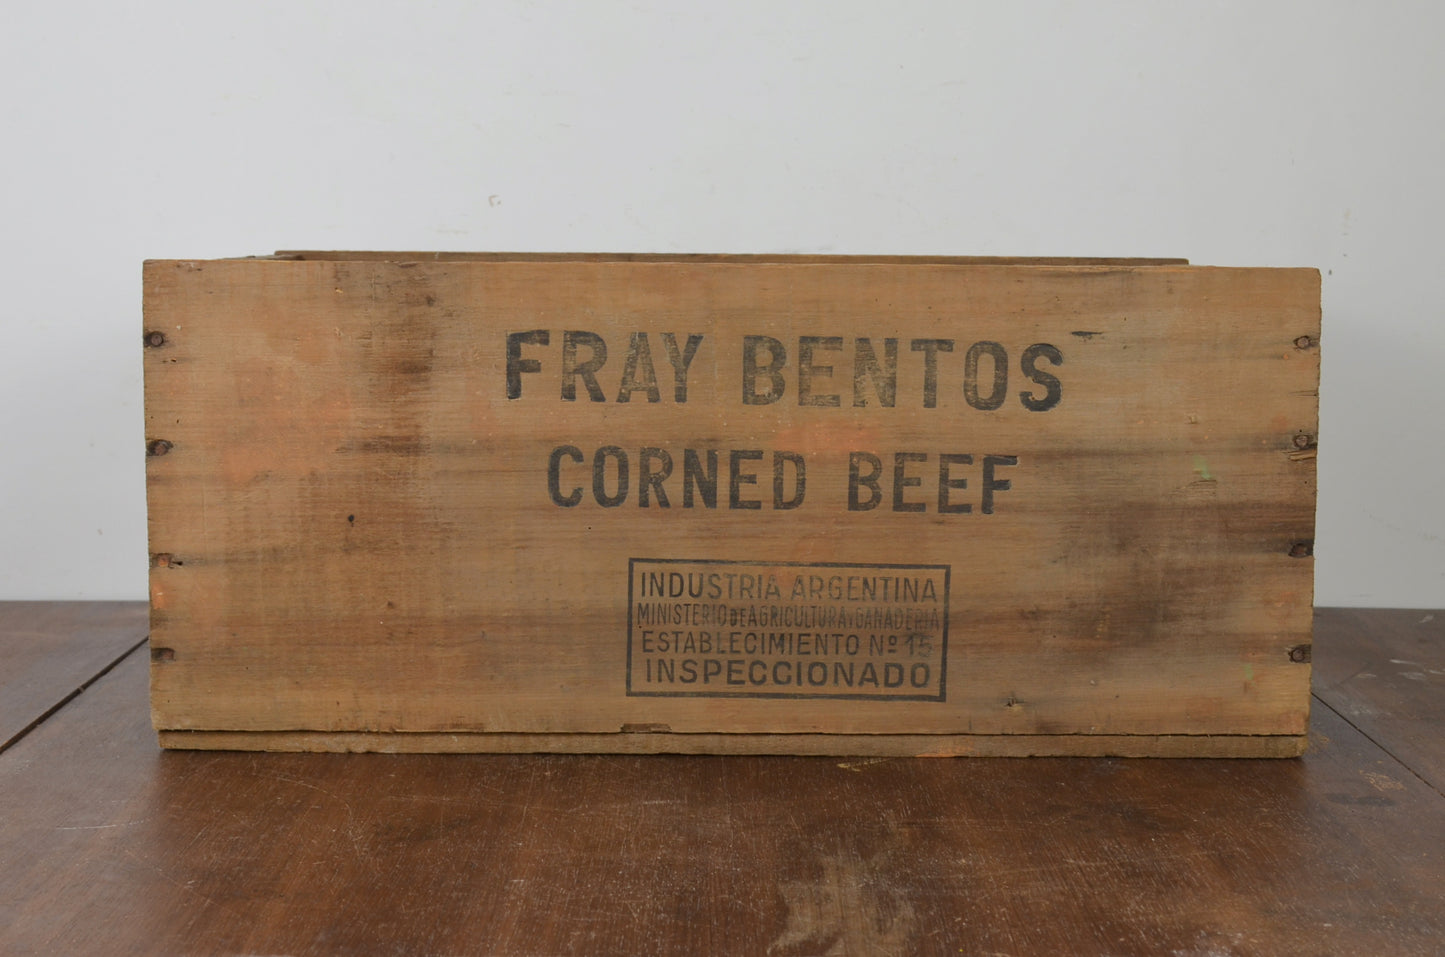 FRAY BENTOS
CORNED BEEF
INDUSTRIA ARGENTINA
MINISTERIO DE AGRICULTURA Y GANADERIA
ESTABLECIMIENTO Nº 15
INSPECCIONADO